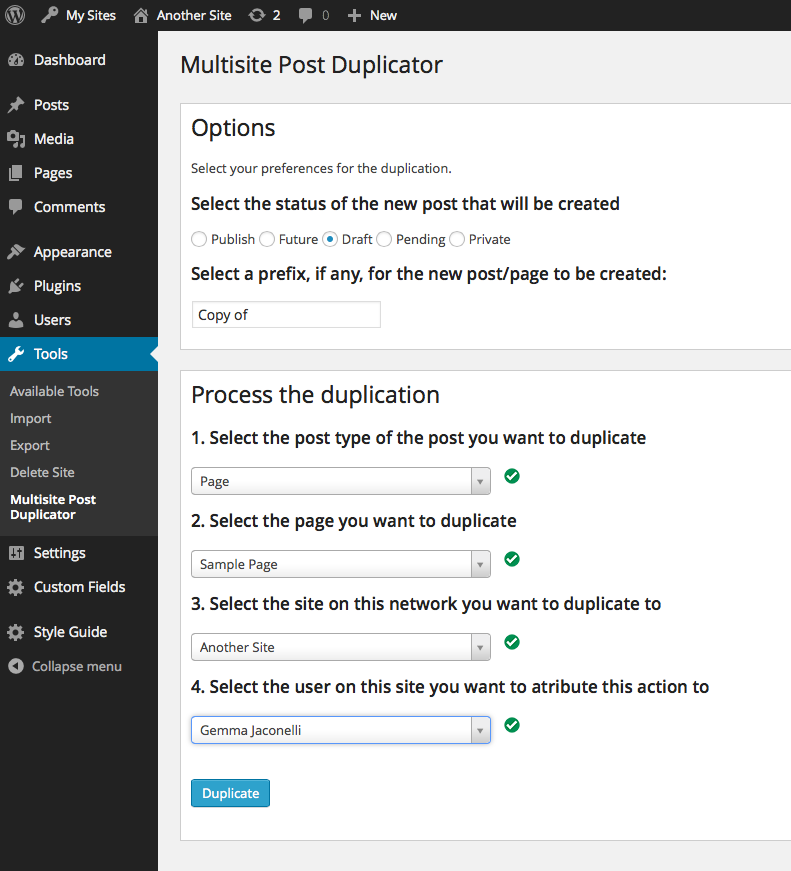 My Sites Another Site 2 0 New
Dashboard
Posts
Media
Pages
Comments
Appearance
Plugins
Users
Tools
Available Tools
Import
Export
Delete Site
Multisite Post
Duplicator
Settings
Custom Fields
Style Guide
Collapse menu
Multisite Post Duplicator
Options
Select your preferences for the duplication.
Select the status of the new post that will be created
Publish Future Draft Pending Private
Select a prefix, if any, for the new post/page to be created:
Copy of
Process the duplication
1. Select the post type of the post you want to duplicate
Page
2. Select the page you want to duplicate
Sample Page
3. Select the site on this network you want to duplicate to
Another Site
4. Select the user on this site you want to atribute this action to
Gemma Jaconelli
Duplicate